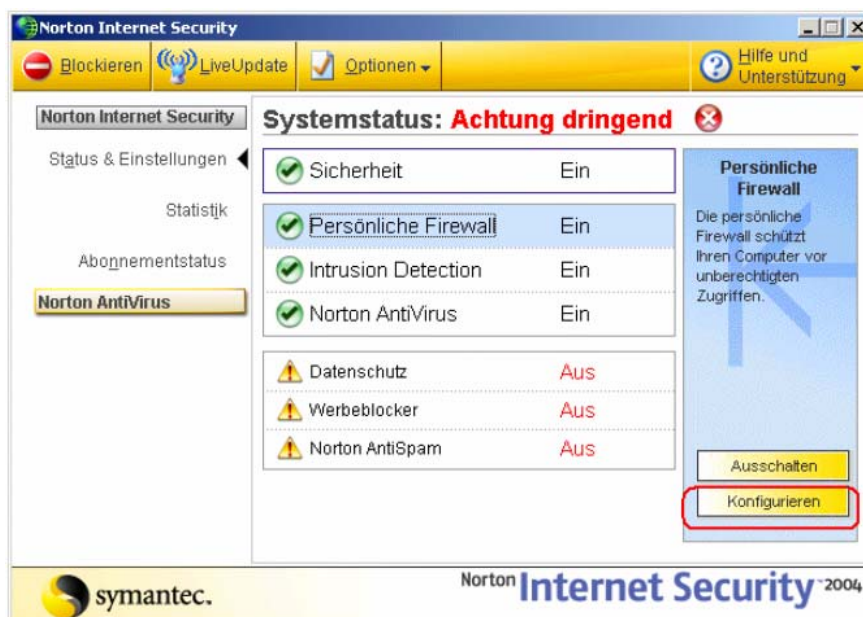 Norton Internet Security
Blockieren
LiveUpdate
Optionen
Hilfe und
Unterstützung
Norton Internet Security
Status & Einstellungen
Statistik
Abonnementstatus
Norton AntiVirus
Systemstatus: Achtung dringend
Sicherheit Ein
Persönliche Firewall Ein
Intrusion Detection Ein
Norton AntiVirus Ein
Datenschutz Aus
Werbeblocker Aus
Norton AntiSpam Aus
Persönliche
Firewall
Die persönliche
Firewall schützt
Ihren Computer vor
unberechtigten
Zugriffen.
Ausschalten
Konfigurieren
symantec.
Norton Internet Security 2004